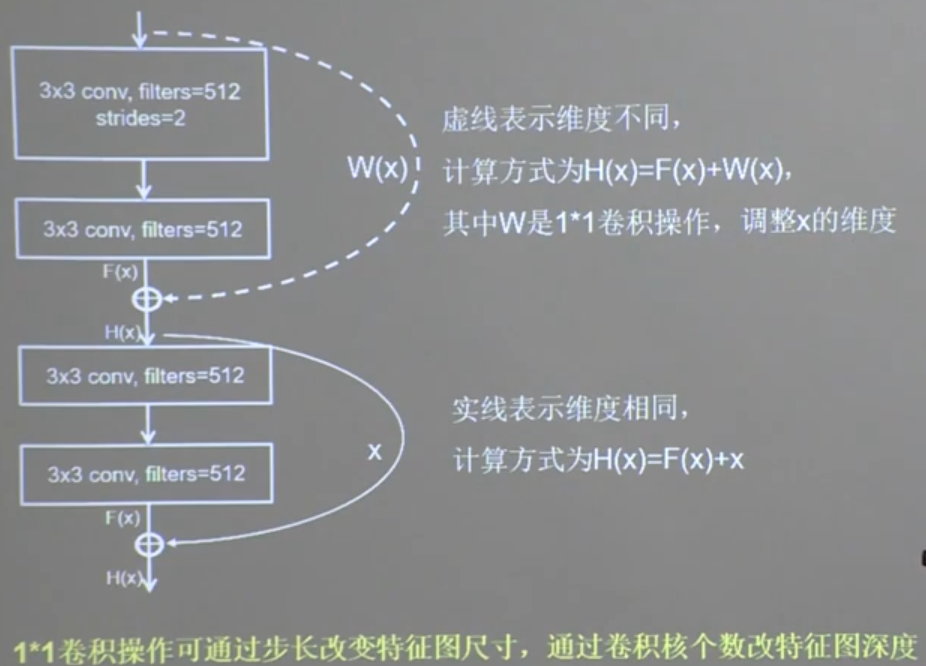 3x3 conv, filters=512
strides=2
W(x)
虚线表示维度不同，
计算方式为H(x)=F(x)+W(x)，
其中W是1*1卷积操作，调整x的维度
3x3 conv, filters=512
F(x)
H(x)
3x3 conv, filters=512
x
实线表示维度相同，
计算方式为H(x)=F(x)+x
3x3 conv, filters=512
F(x)
H(x)
1*1卷积操作可通过步长改变特征图尺寸，通过卷积核个数改特征图深度